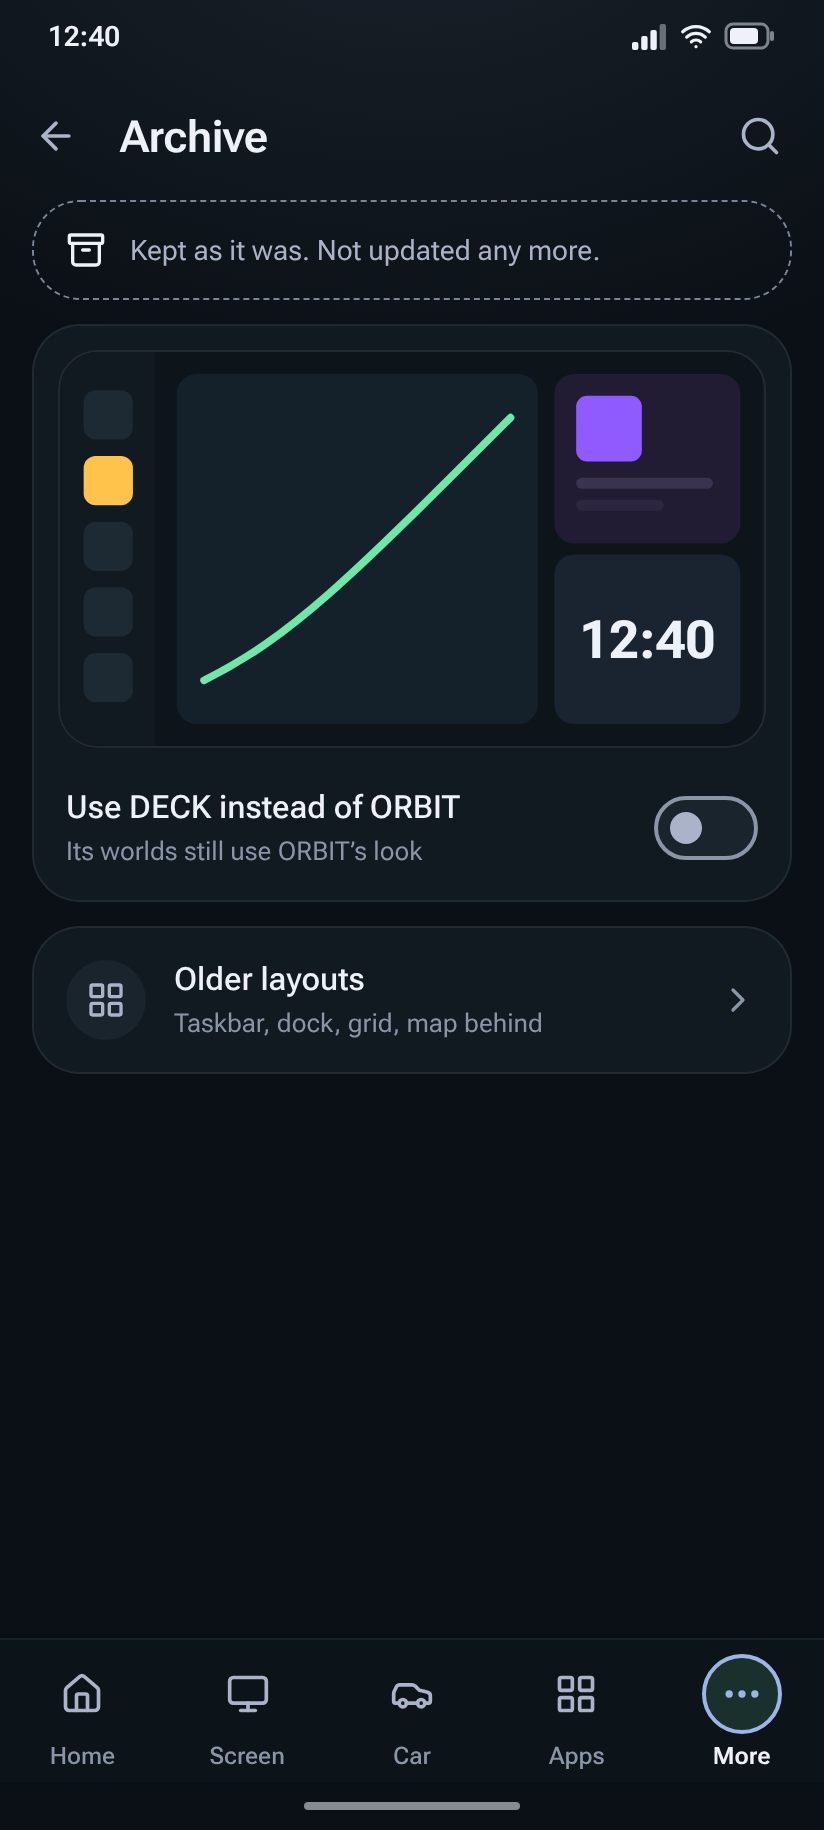 12:40
Archive
Kept as it was. Not updated any more.
12:40
Use DECK instead of ORBIT
Its worlds still use ORBIT’s look
Older layouts
Taskbar, dock, grid, map behind
Home
Screen
Car
Apps
More